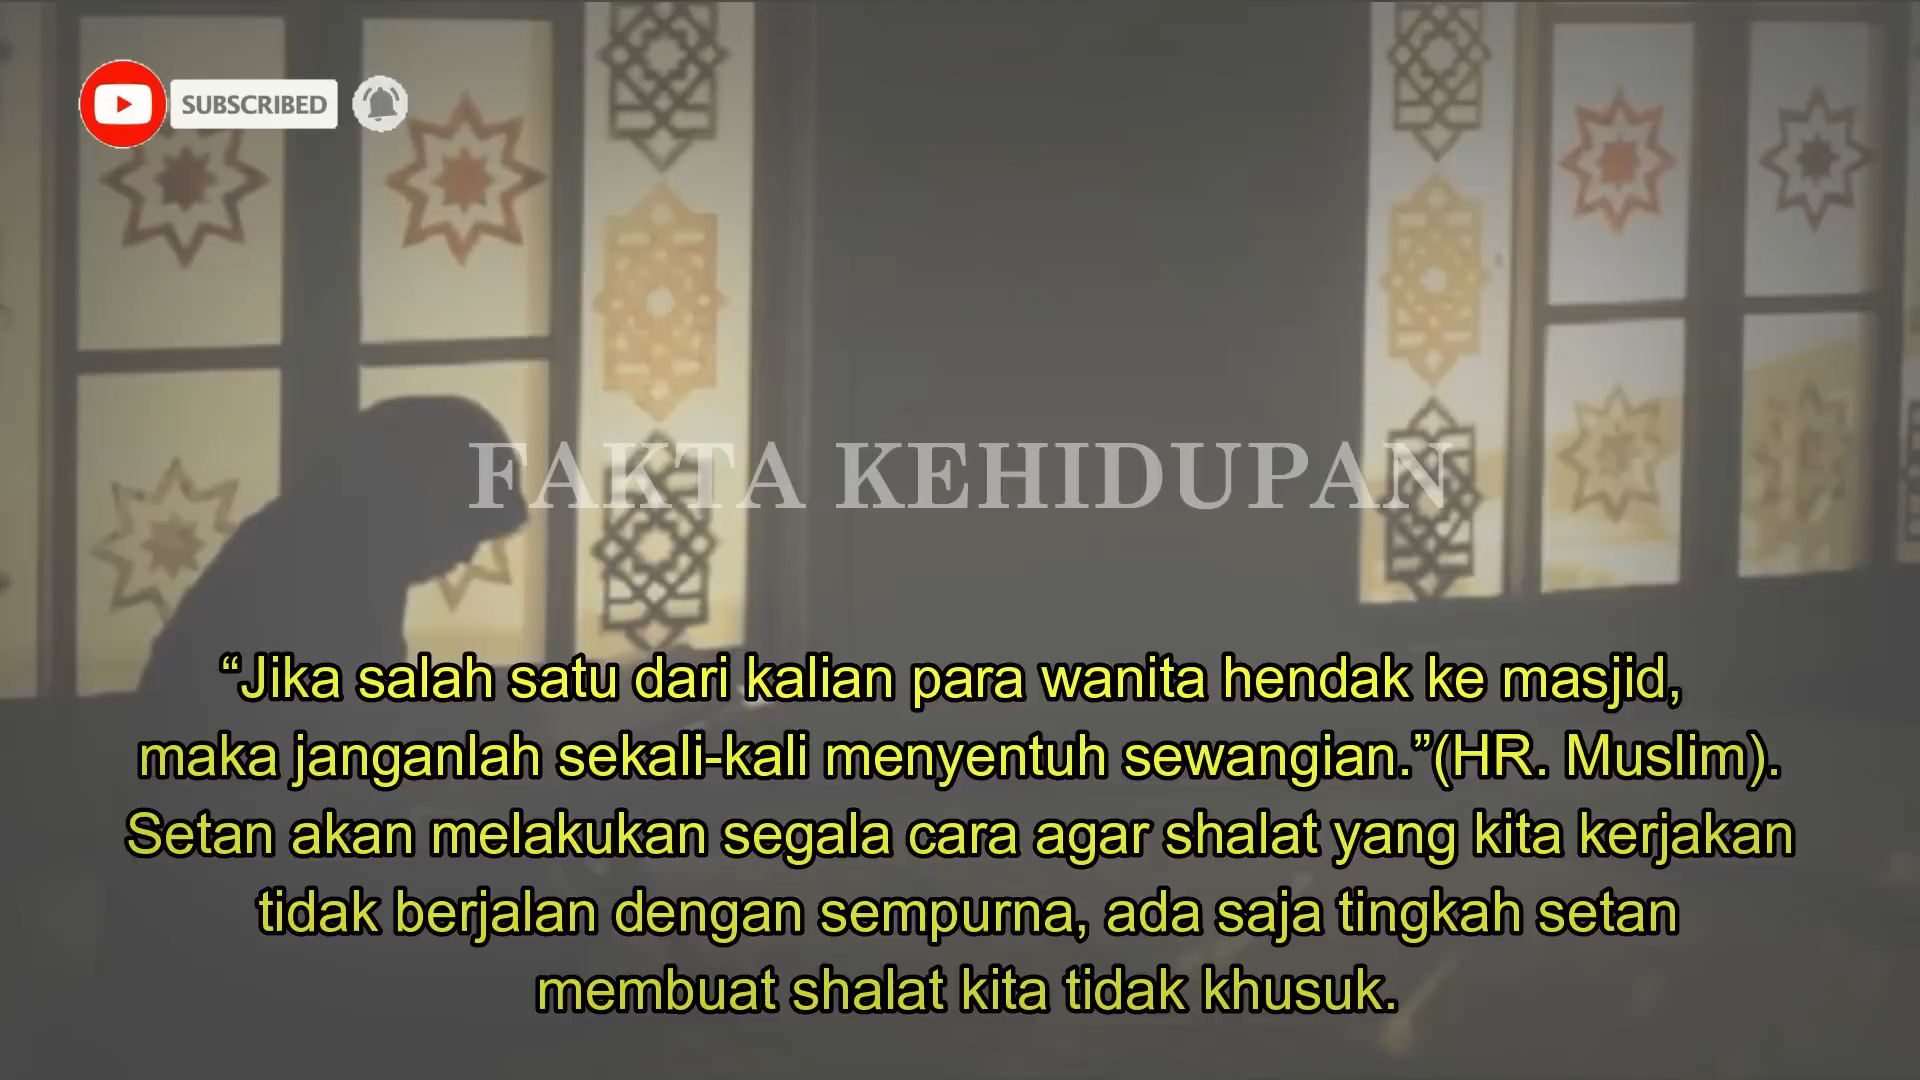 SUBSCRIBED
FAKTA KEHIDUPAN
“Jika salah satu dari kalian para wanita hendak ke masjid,
maka janganlah sekali-kali menyentuh sewangian.”(HR. Muslim).
Setan akan melakukan segala cara agar shalat yang kita kerjakan
tidak berjalan dengan sempurna, ada saja tingkah setan
membuat shalat kita tidak khusuk.